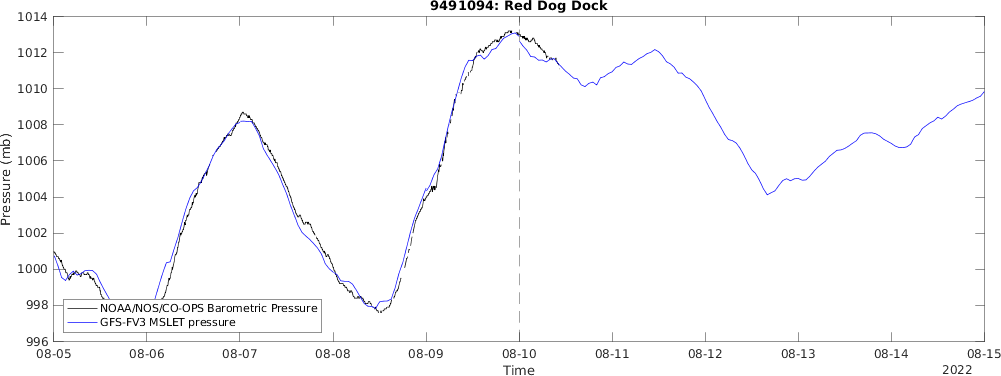 9491094: Red Dog Dock
Pressure (mb)
1014
1012
1010
1008
1006
1004
1002
1000
998
996
NOAA/NOS/CO-OPS Barometric Pressure
GFS-FV3 MSLET pressure
08-05 08-06 08-07 08-08 08-09 08-10 08-11 08-12 08-13 08-14 08-15
Time
2022